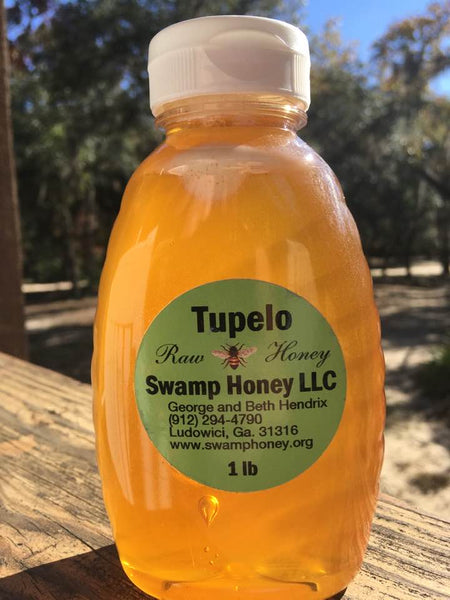 Tupelo
Raw Honey
Swamp Honey LLC
George and Beth Hendrix
(912) 294-4790
Ludowici, Ga. 31316
www.swamphoney.org
1 lb